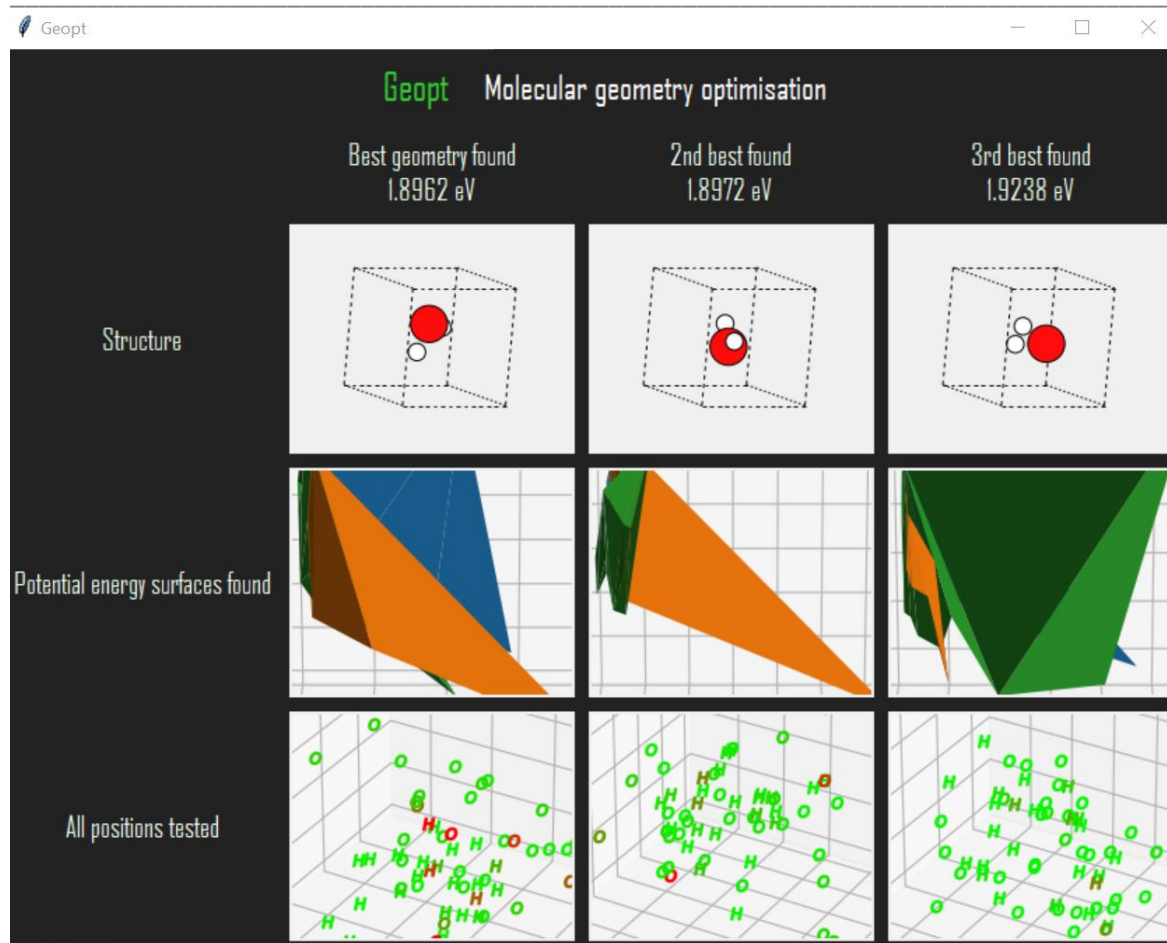 Geopt
Geopt Molecular geometry optimisation
Best geometry found 2nd best found 3rd best found
1.8962 eV 1.8972 eV 1.9238 eV
Structure
Potential energy surfaces found
All positions tested